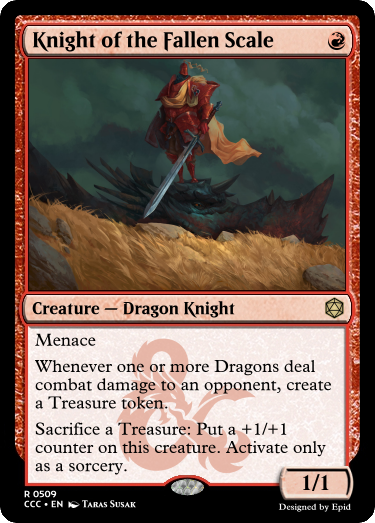 Knight of the Fallen Scale
Creature — Dragon Knight
Menace
Whenever one or more Dragons deal
combat damage to an opponent, create
a Treasure token.
Sacrifice a Treasure: Put a +1/+1
counter on this creature. Activate only
as a sorcery.
1/1
R 0509
CCC • EN Taras Susak
Designed by Epid